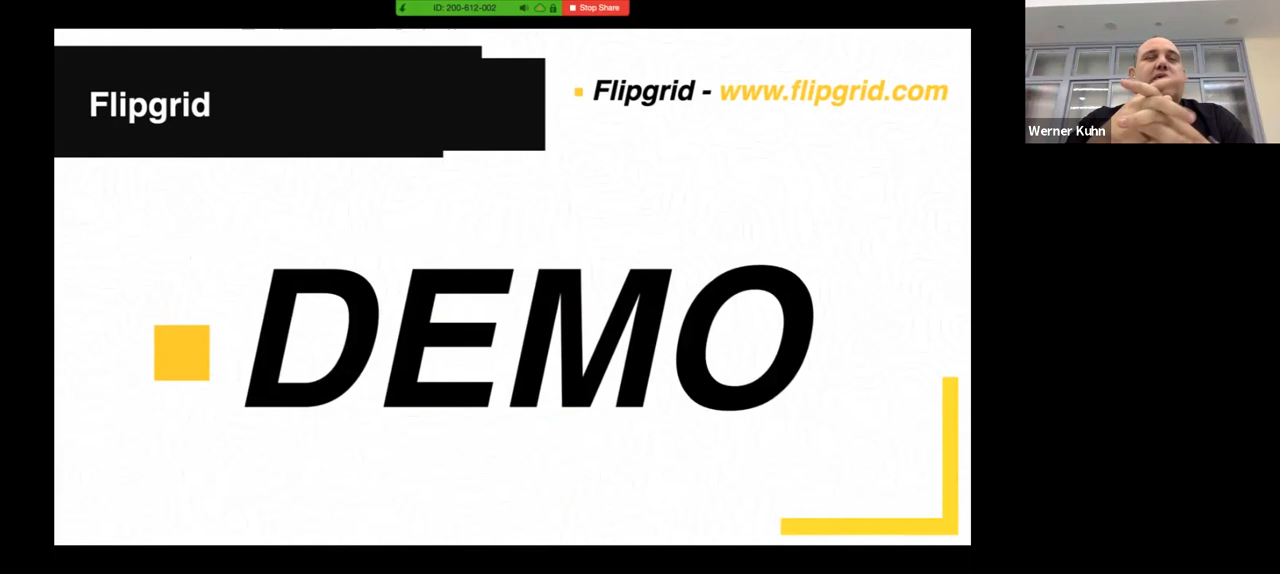 ID: 200-612-002 Stop Share
Flipgrid
Flipgrid - www.flipgrid.com
DEMO
Werner Kuhn